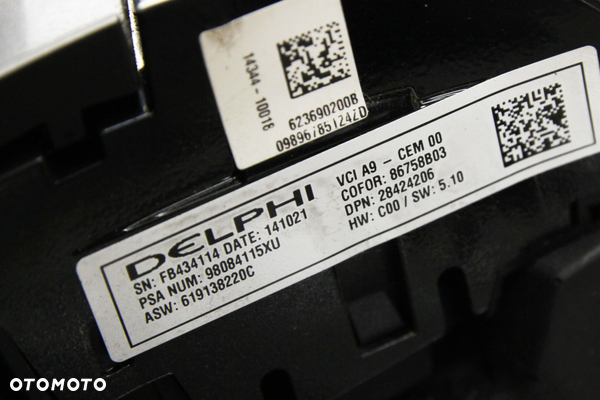 14344-10016
623690200B
09896785124ZD
DELPHI
SN: FB434114 DATE: 141021
PSA NUM: 98084115XU
ASW: 619138220C
VCI A9 - CEM 00
COFOR: 86758B03
DPN: 28424206
HW: C00 / SW: 5.10
OTOMOTO